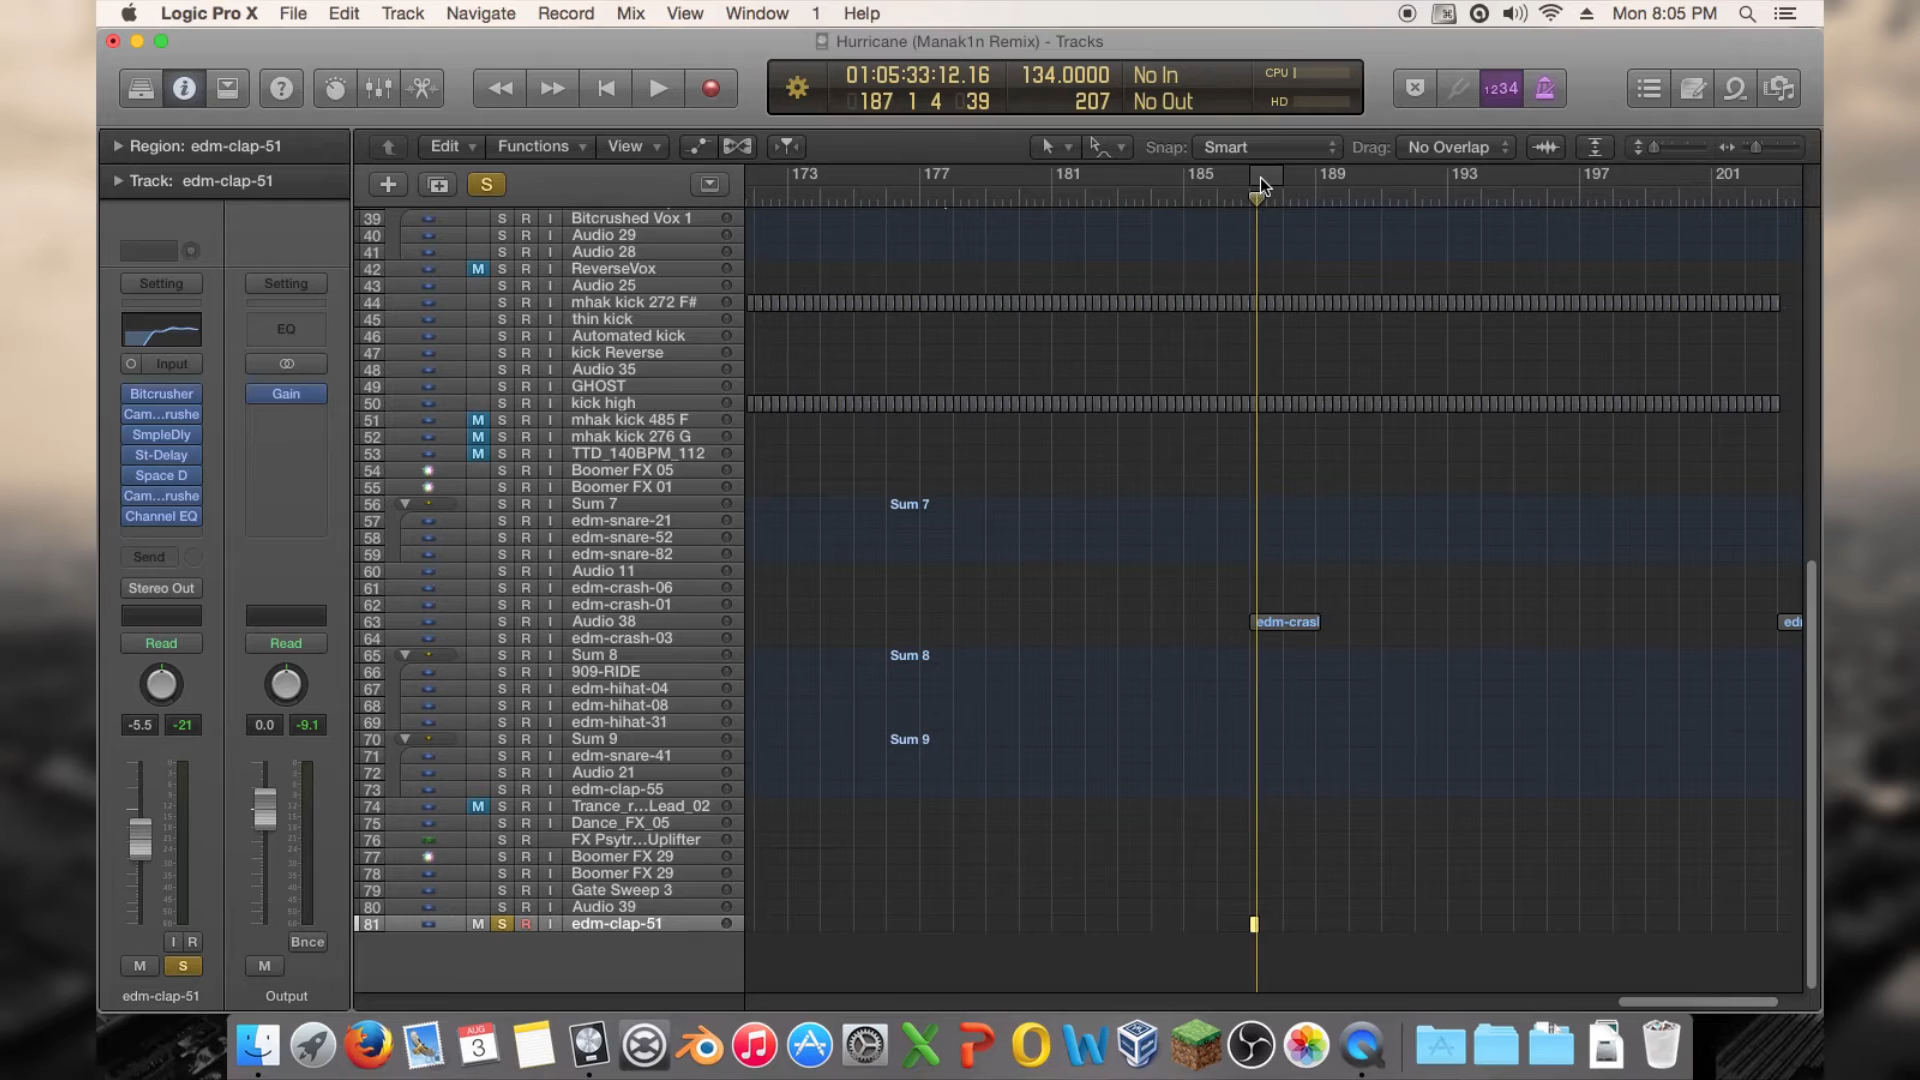 Logic Pro X File Edit Track Navigate Record Mix View Window 1 Help Mon 8:05 PM
Hurricane (Manak1n Remix) - Tracks
01:05:33:12.16 134.0000 No In CPU
187 1 4 39 207 No Out HD
1234
Region: edm-clap-51
Edit Functions View Snap: Smart Drag: No Overlap
Track: edm-clap-51
S
173 177 181 185 189 193 197 201
Setting Setting
EQ
Input
Bitcrusher Gain
Cam...rushe
SmpleDly
St-Delay
Space D
Cam...rushe
Channel EQ
Send
Stereo Out
Read Read
-5.5 -21 0.0 -9.1
I R Bnce
M S M
edm-clap-51 Output
39 S R I Bitcrushed Vox 1
40 S R I Audio 29
41 S R I Audio 28
42 M S R I ReverseVox
43 S R I Audio 25
44 S R I mhak kick 272 F#
45 S R I thin kick
46 S R I Automated kick
47 S R I kick Reverse
48 S R I Audio 35
49 S R I GHOST
50 S R I kick high
51 M S R I mhak kick 485 F
52 M S R I mhak kick 276 G
53 M S R I TTD_140BPM_112
54 S R I Boomer FX 05
55 S R I Boomer FX 01
56 S R I Sum 7 Sum 7
57 S R I edm-snare-21
58 S R I edm-snare-52
59 S R I edm-snare-82
60 S R I Audio 11
61 S R I edm-crash-06
62 S R I edm-crash-01
63 S R I Audio 38 edm-crasl edi
64 S R I edm-crash-03
65 S R I Sum 8 Sum 8
66 S R I 909-RIDE
67 S R I edm-hihat-04
68 S R I edm-hihat-08
69 S R I edm-hihat-31
70 S R I Sum 9 Sum 9
71 S R I edm-snare-41
72 S R I Audio 21
73 S R I edm-clap-55
74 M S R I Trance_r...Lead_02
75 S R I Dance_FX_05
76 S R FX Psytr...Uplifter
77 S R I Boomer FX 29
78 S R I Boomer FX 29
79 S R I Gate Sweep 3
80 S R I Audio 39
81 M S R I edm-clap-51
AUG
3